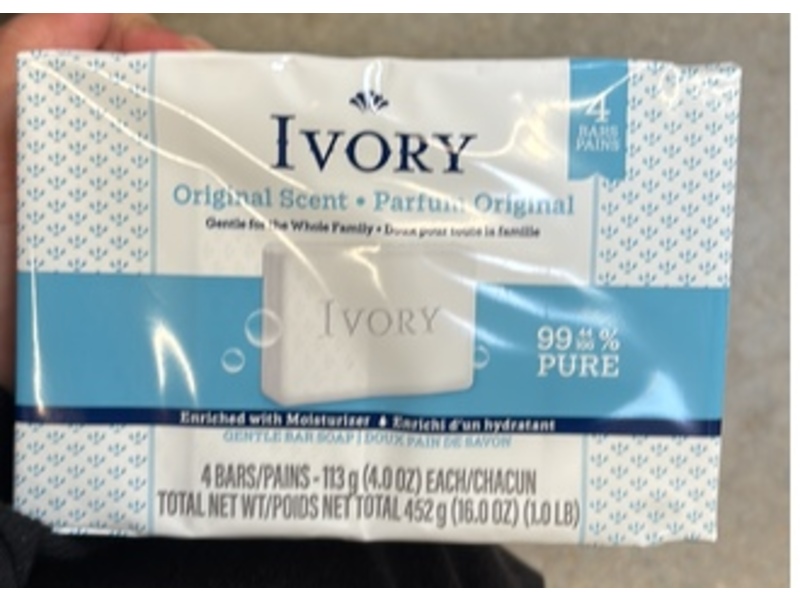 IVORY
4
BARS
PAINS
Original Scent • Parfum Original
Gentle for the Whole Family • Doux pour toute la famille
IVORY
99 44/100 %
PURE
Enriched with Moisturizer Enrichi d'un hydratant
GENTLE BAR SOAP | DOUX PAIN DE SAVON
4 BARS/PAINS - 113 g (4.0 OZ) EACH/CHACUN
TOTAL NET WT/POIDS NET TOTAL 452 g (16.0 OZ) (1.0 LB)